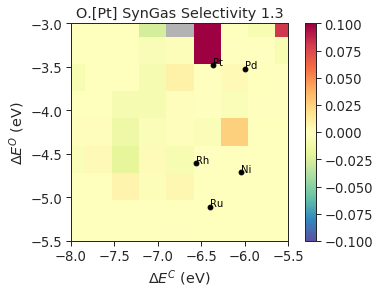 O.[Pt] SynGas Selectivity 1.3
−3.0
−3.5
−4.0
−4.5
−5.0
−5.5
ΔE^O (eV)
Pt
Pd
Rh
Ni
Ru
−8.0 −7.5 −7.0 −6.5 −6.0 −5.5
ΔE^C (eV)
0.100
0.075
0.050
0.025
0.000
−0.025
−0.050
−0.075
−0.100